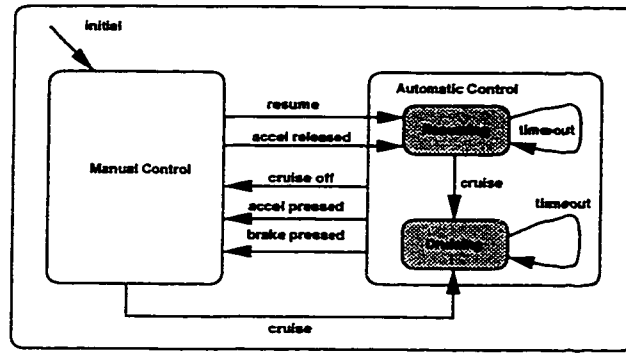 initial
Automatic Control
resume
timeout
accel released
Manual Control
cruise off
cruise
accel pressed
timeout
brake pressed
cruise